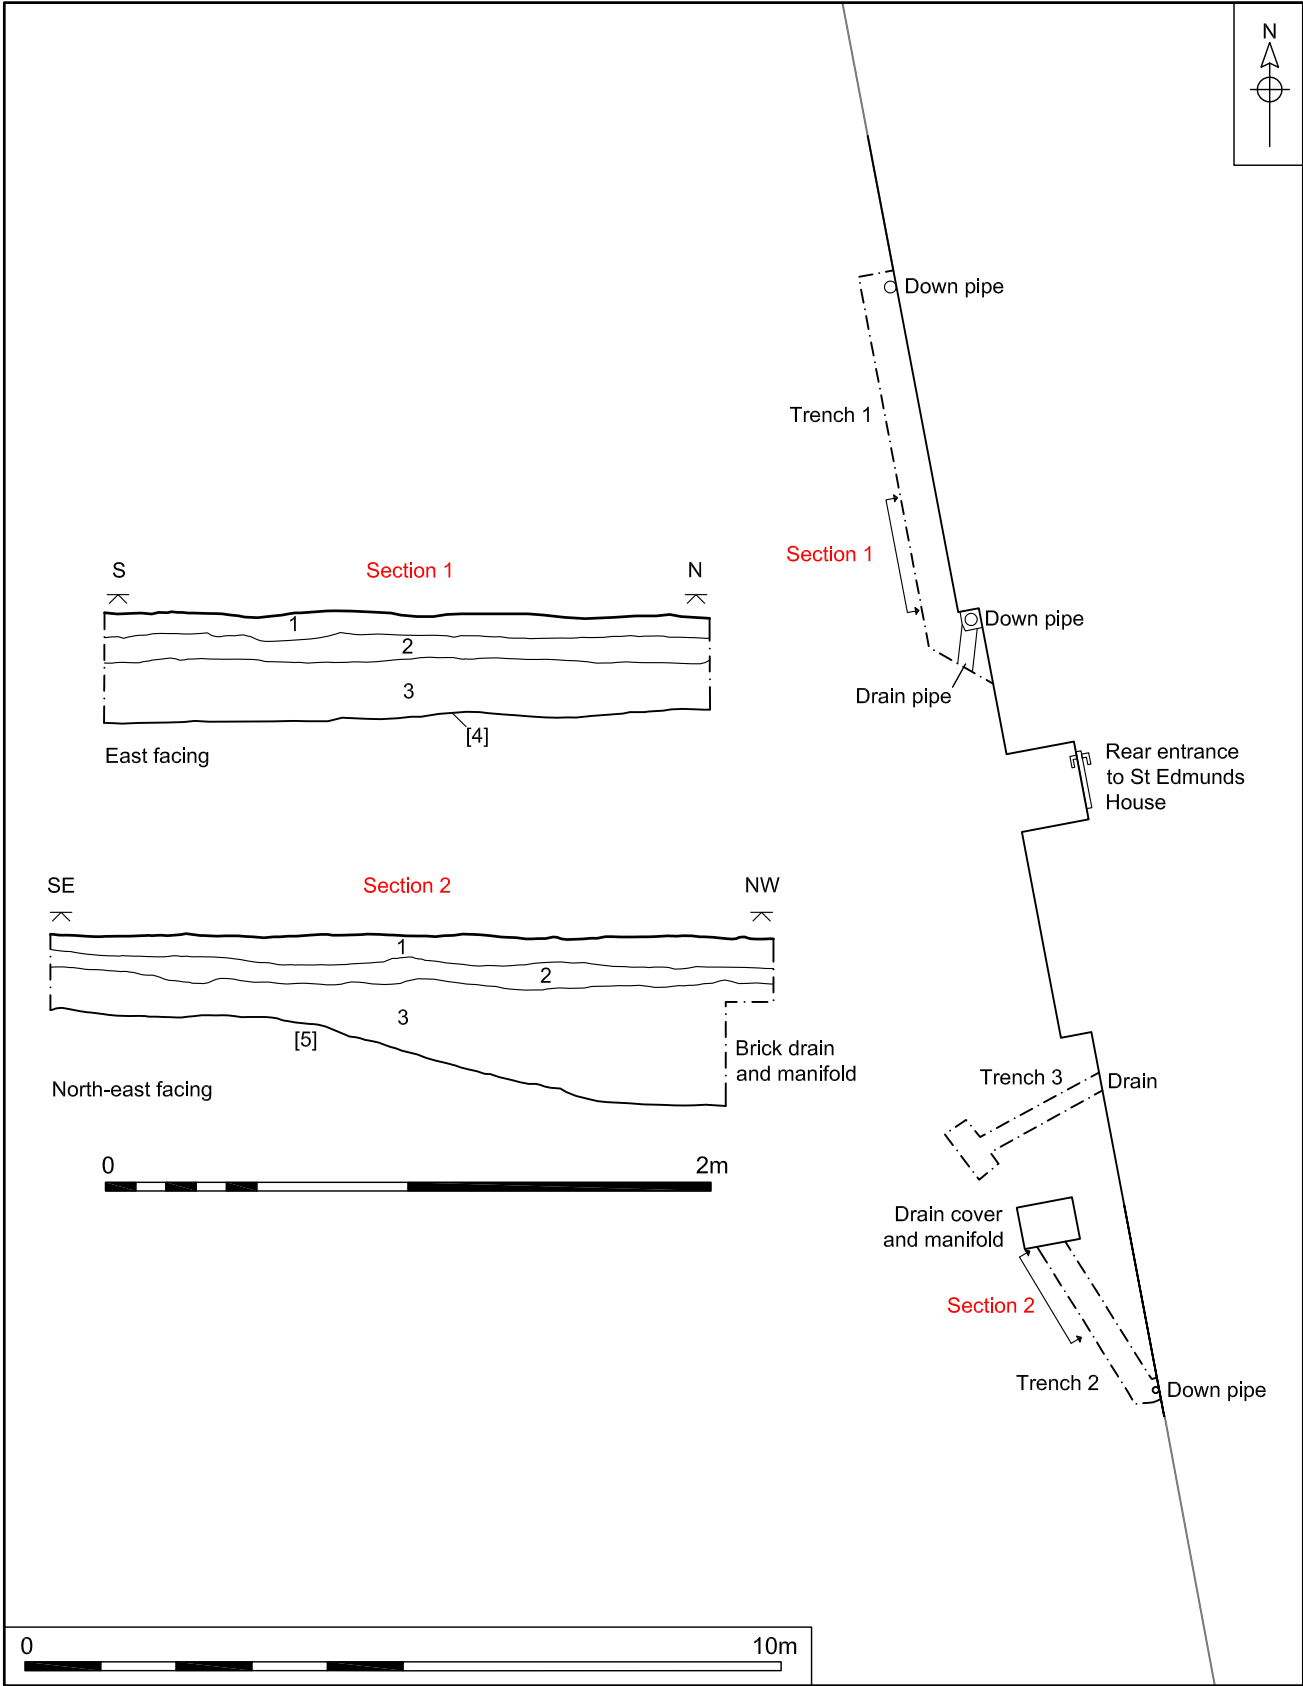 N
Down pipe
Trench 1
Section 1
Down pipe
Drain pipe
Rear entrance
to St Edmunds
House
S
Section 1
N
1
2
3
[4]
East facing
SE
Section 2
NW
1
2
3
[5]
Brick drain
and manifold
North-east facing
0
2m
Trench 3
Drain
Drain cover
and manifold
Section 2
Trench 2
Down pipe
0
10m